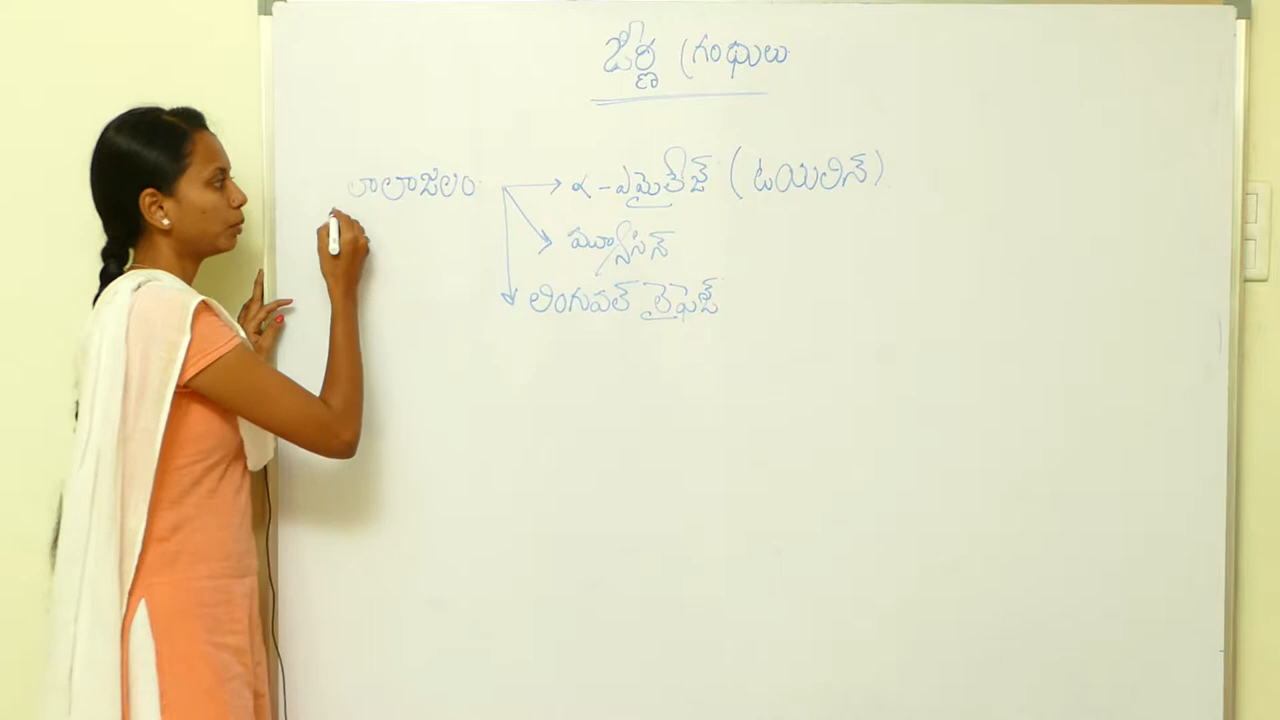 జీర్ణ గ్రంథులు
లాలాజలం → α - ఎమైలేజ్ (టయలిన్)
మ్యూసిన్
లింగువల్ లైపేజ్